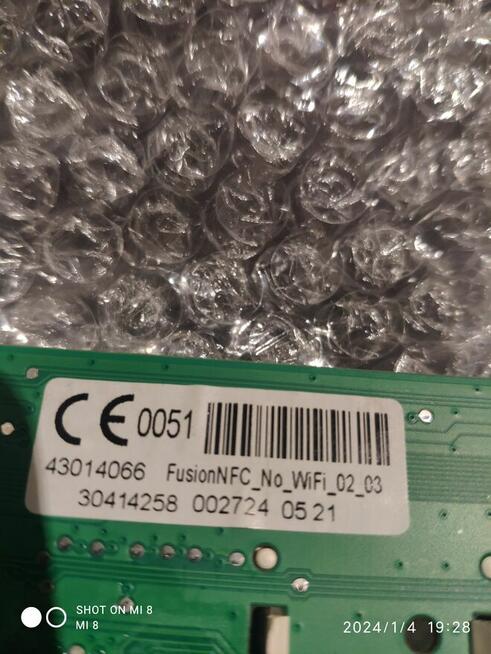 CE 0051
43014066 FusionNFC_No_WiFi_02_03
30414258 002724 05 21
SHOT ON MI 8
MI 8
2024/1/4 19:28